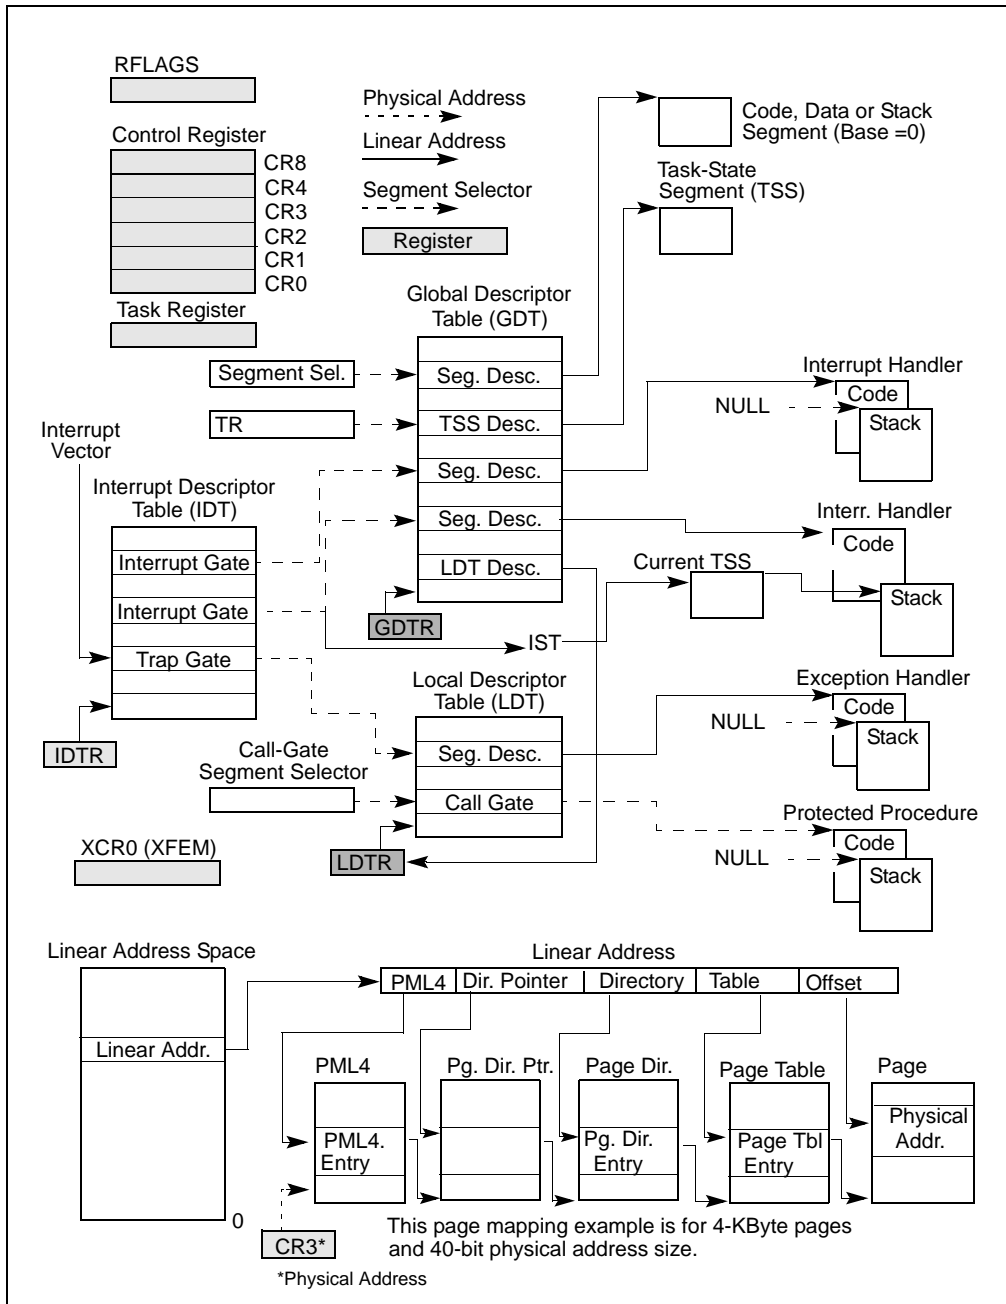 RFLAGS
Physical Address
Code, Data or Stack
Segment (Base =0)
Control Register
Linear Address
CR8
CR4
CR3
CR2
CR1
CR0
Segment Selector
Task-State
Segment (TSS)
Register
Task Register
Global Descriptor
Table (GDT)
Segment Sel.
Seg. Desc.
Interrupt Handler
Code
NULL
Stack
TR
TSS Desc.
Interrupt
Vector
Seg. Desc.
Interrupt Descriptor
Table (IDT)
Seg. Desc.
Interr. Handler
Code
Interrupt Gate
LDT Desc.
Current TSS
Stack
Interrupt Gate
GDTR
IST
Trap Gate
Local Descriptor
Table (LDT)
Exception Handler
Code
NULL
Stack
IDTR
Call-Gate
Segment Selector
Seg. Desc.
Call Gate
Protected Procedure
Code
NULL
Stack
XCR0 (XFEM)
LDTR
Linear Address Space
Linear Address
PML4
Dir. Pointer
Directory
Table
Offset
Linear Addr.
PML4
Pg. Dir. Ptr.
Page Dir.
Page Table
Page
Physical
Addr.
PML4.
Entry
Pg. Dir.
Entry
Page Tbl
Entry
0
This page mapping example is for 4-KByte pages
and 40-bit physical address size.
CR3*
*Physical Address